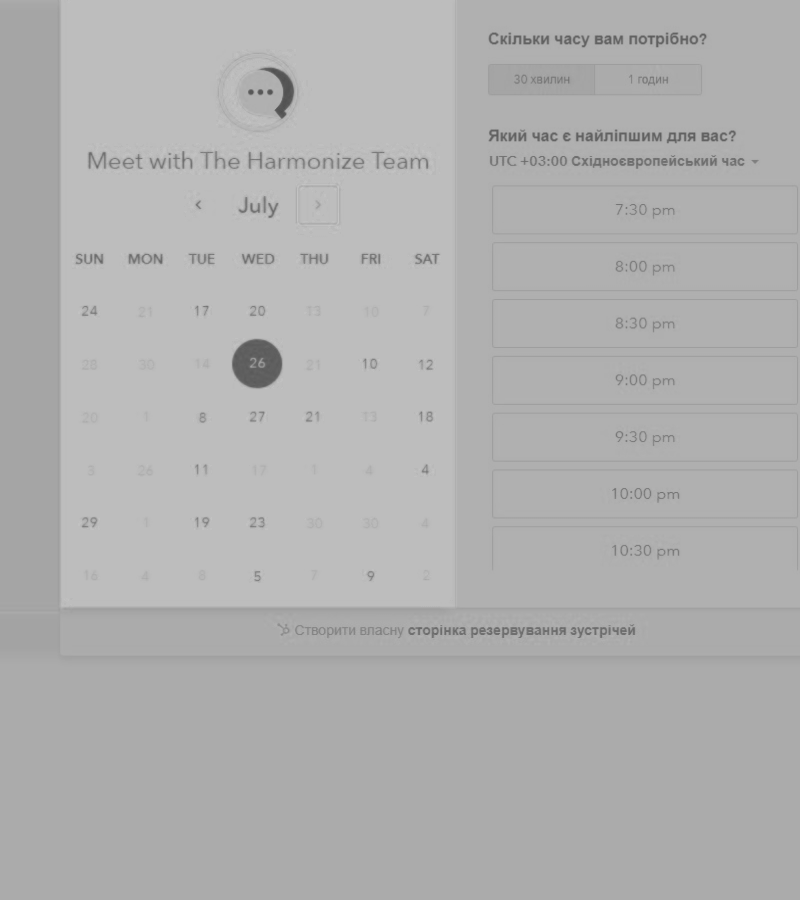 Meet with The Harmonize Team
July
SUN MON TUE WED THU FRI SAT
24 21 17 20 13 10 7
28 30 14 26 21 10 12
20 1 8 27 21 13 18
3 26 11 17 1 4 4
29 1 19 23 30 30 4
16 4 8 5 7 9 2
Скільки часу вам потрібно?
30 хвилин 1 годин
Який час є найліпшим для вас?
UTC +03:00 Східноєвропейський час
7:30 pm
8:00 pm
8:30 pm
9:00 pm
9:30 pm
10:00 pm
10:30 pm
Створити власну сторінка резервування зустрічей